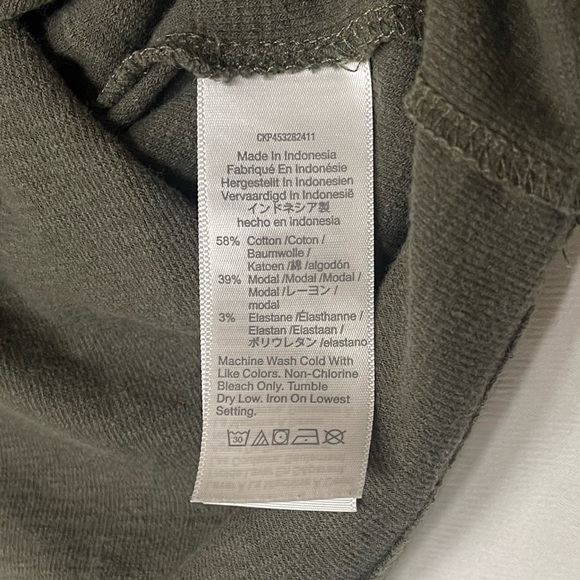 CKP453282411
Made In Indonesia
Fabriqué En Indonésie
Hergestellt In Indonesien
Vervaardigd In Indonesië
インドネシア製
hecho en indonesia
58% Cotton /Coton/
Baumwolle /
Katoen /綿 /algodón
39% Modal /Modal /Modal /
Modal /レーヨン /
modal
3% Elastane /Élasthanne /
Elastan /Elastaan /
ポリウレタン /elastano
Machine Wash Cold With
Like Colors. Non-Chlorine
Bleach Only. Tumble
Dry Low. Iron On Lowest
Setting.
30